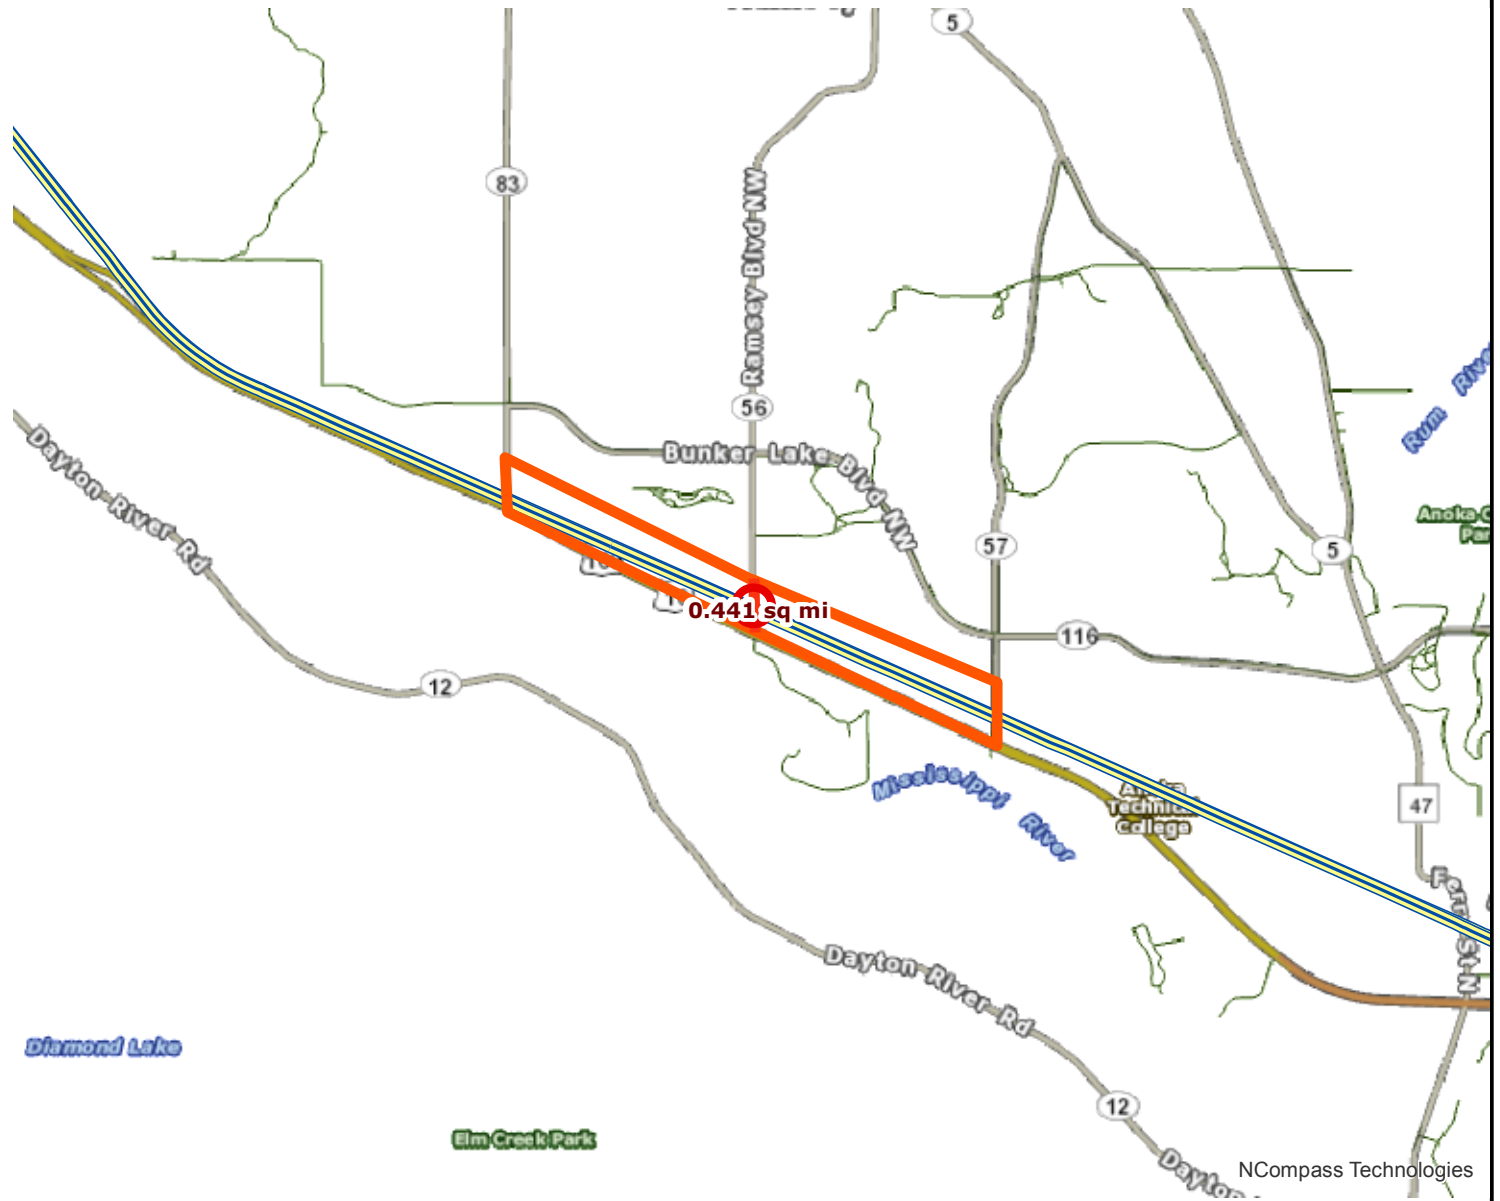 5
83
Ramsey Blvd NW
56
Rum
Bunker Lake Blvd NW
Anoka-C
Par
57
5
0.441 sq mi
116
Dayton River Rd
12
Mississippi River
Technical
College
47
Dayton River Rd
Diamond Lake
12
Elm Creek Park
NCompass Technologies